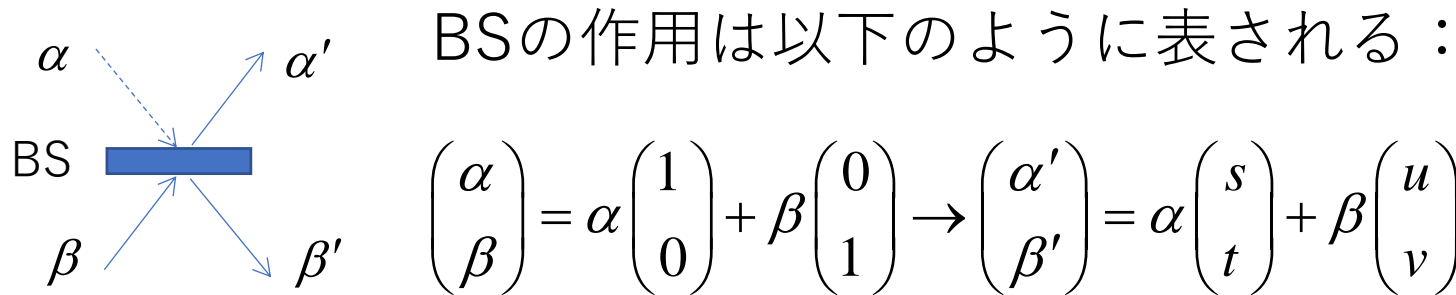 BSの作用は以下のように表される：
α α′
BS
β β′
(α β) = α(1 0) + β(0 1) → (α′ β′) = α(s t) + β(u v)